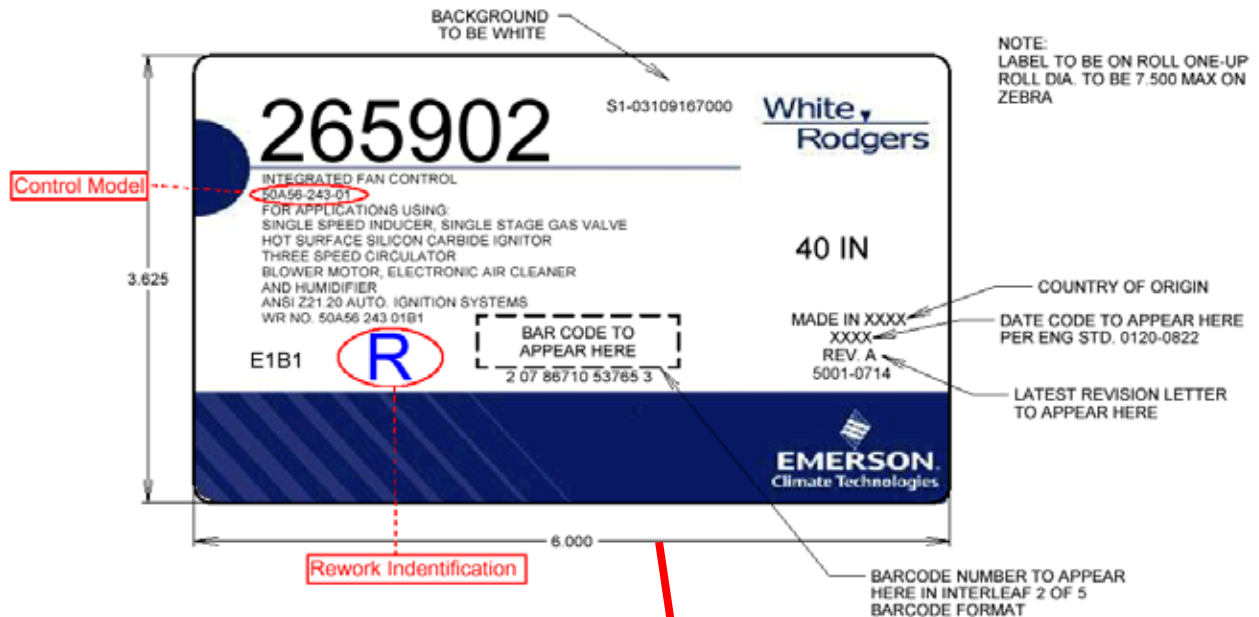 BACKGROUND
TO BE WHITE
NOTE:
LABEL TO BE ON ROLL ONE-UP
ROLL DIA. TO BE 7.500 MAX ON
ZEBRA
265902
S1-03109167000
White
Rodgers
INTEGRATED FAN CONTROL
Control Model
50A56-243-01
FOR APPLICATIONS USING:
SINGLE SPEED INDUCER, SINGLE STAGE GAS VALVE
HOT SURFACE SILICON CARBIDE IGNITOR
THREE SPEED CIRCULATOR
BLOWER MOTOR, ELECTRONIC AIR CLEANER
AND HUMIDIFIER
ANSI Z21.20 AUTO. IGNITION SYSTEMS
WR NO. 50A56 243 01B1
40 IN
3.625
COUNTRY OF ORIGIN
MADE IN XXXX
XXXX
REV. A
5001-0714
DATE CODE TO APPEAR HERE
PER ENG STD. 0120-0822
LATEST REVISION LETTER
TO APPEAR HERE
E1B1
R
BAR CODE TO
APPEAR HERE
2 07 86710 53765 3
EMERSON.
Climate Technologies
6.000
Rework Indentification
BARCODE NUMBER TO APPEAR
HERE IN INTERLEAF 2 OF 5
BARCODE FORMAT